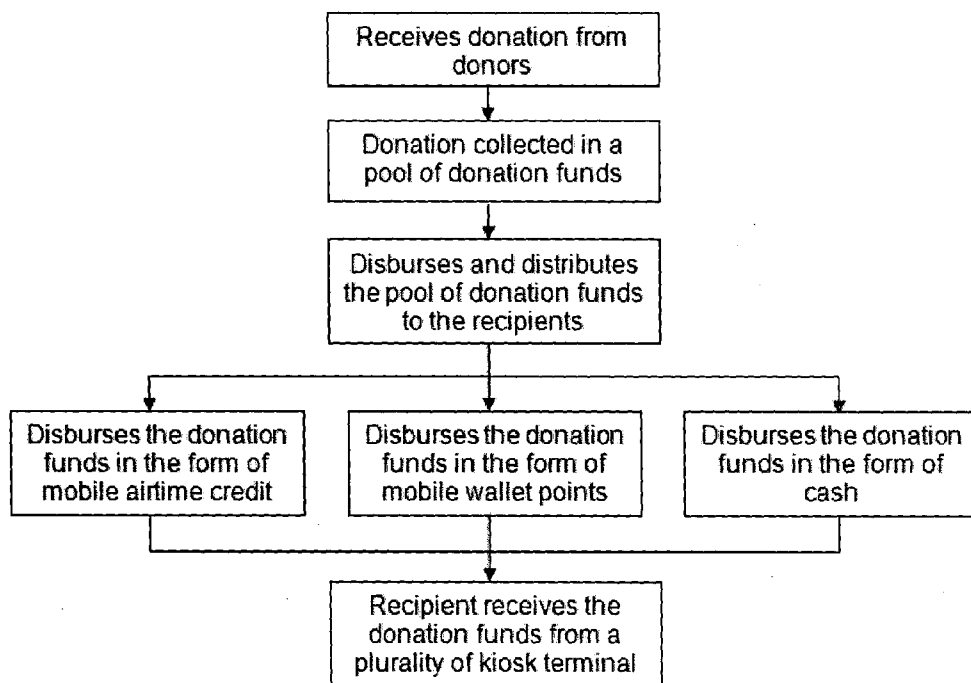 Receives donation from
donors
Donation collected in a
pool of donation funds
Disburses and distributes
the pool of donation funds
to the recipients
Disburses the donation
funds in the form of
mobile airtime credit
Disburses the donation
funds in the form of
mobile wallet points
Disburses the donation
funds in the form of
cash
Recipient receives the
donation funds from a
plurality of kiosk terminal